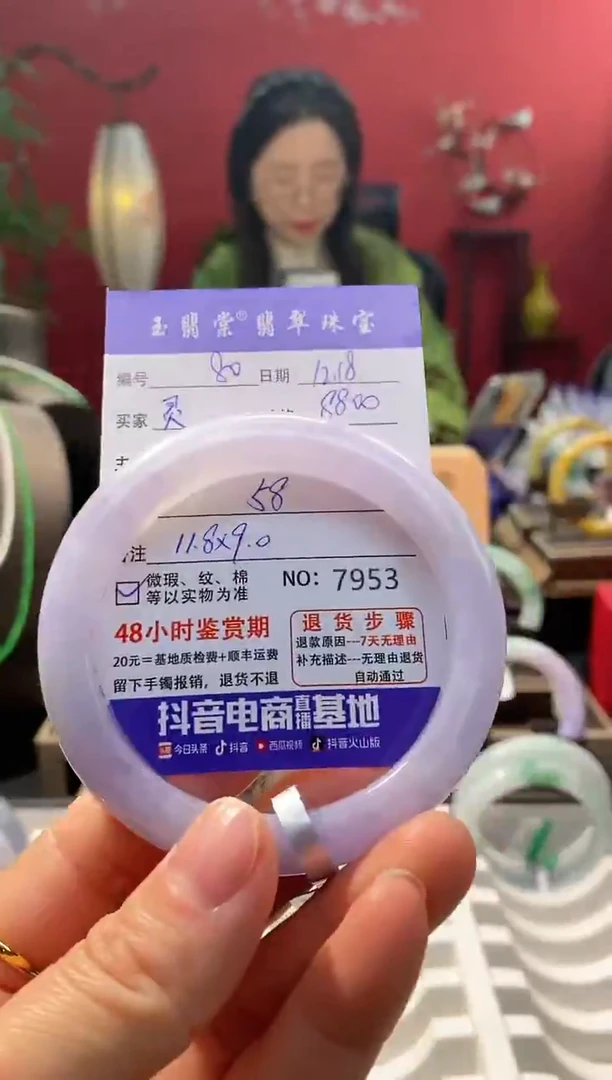 玉翡棠®翡翠珠宝
编号 80 日期 12.18
买家 灵 8800
58
注 11.8×9.0
微瑕、纹、棉
等以实物为准
NO: 7953
48小时鉴赏期
20元=基地质检费+顺丰运费
留下手镯报销，退货不退
退货步骤
退款原因---7天无理由
补充描述---无理由退货
自动通过
抖音电商直播基地
头条 今日头条 抖音 西瓜视频 抖音火山版